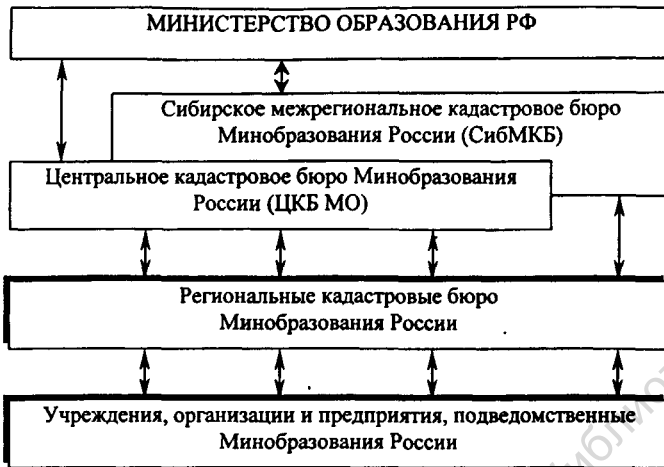 МИНИСТЕРСТВО ОБРАЗОВАНИЯ РФ
Сибирское межрегиональное кадастровое бюро
Минобразования России (СибМКБ)
Центральное кадастровое бюро Минобразования
России (ЦКБ МО)
Региональные кадастровые бюро
Минобразования России
Учреждения, организации и предприятия, подведомственные
Минобразования России